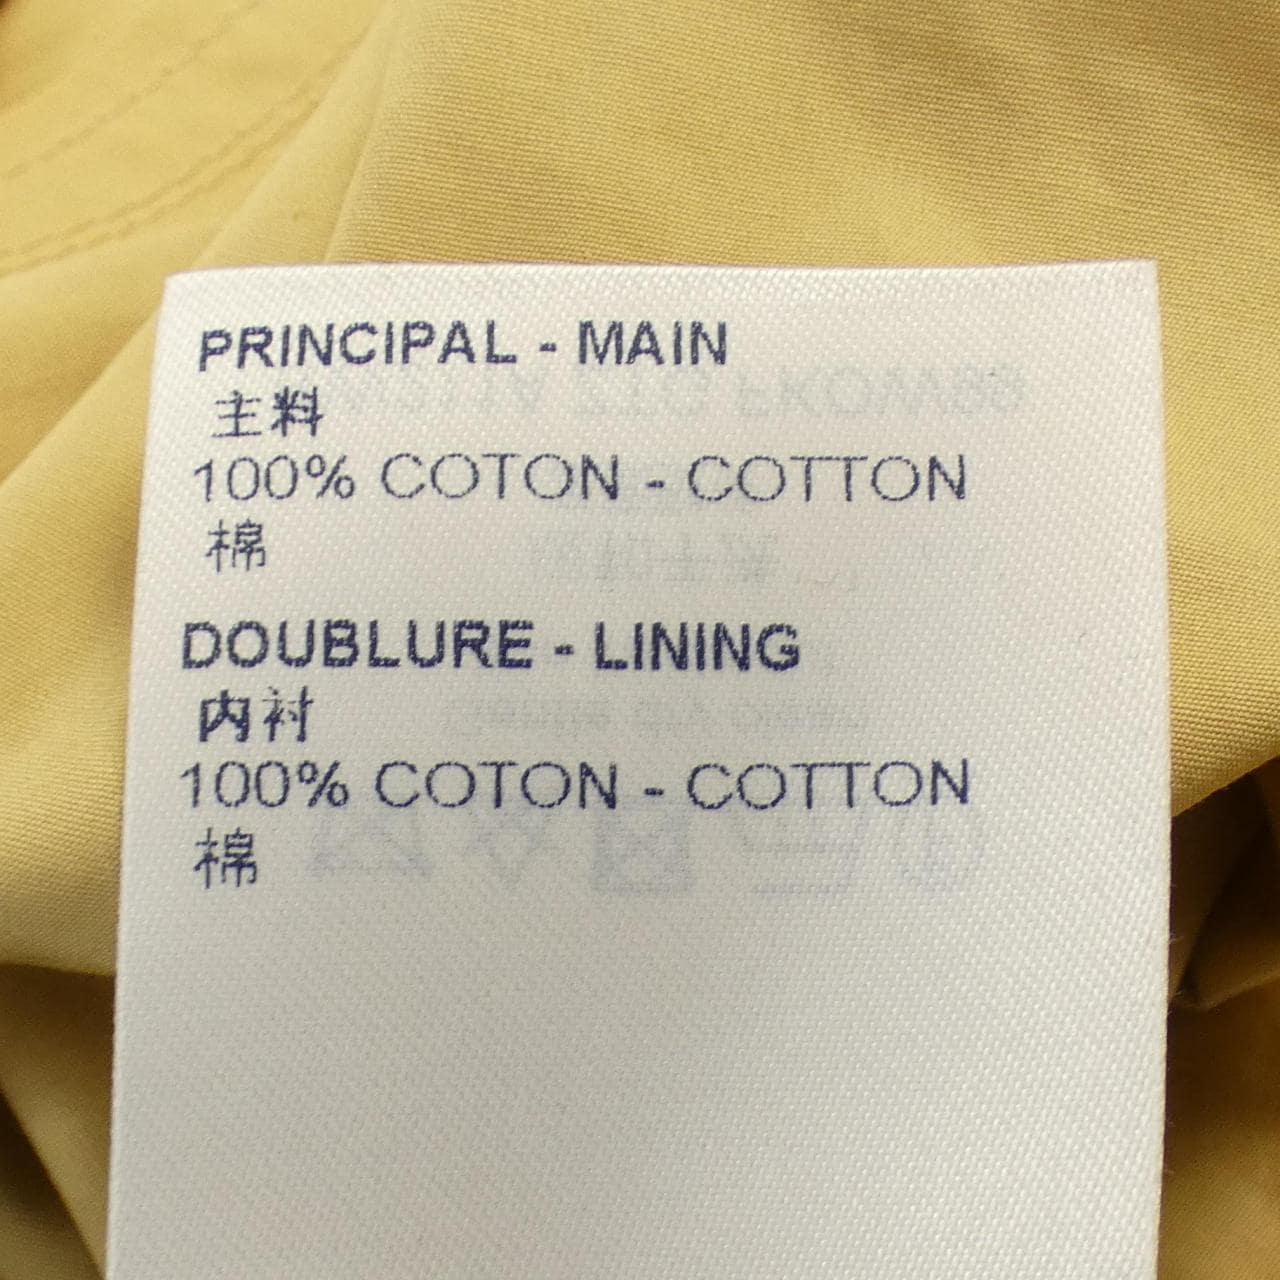 PRINCIPAL - MAIN
主料
100% COTON - COTTON
棉
DOUBLURE - LINING
内衬
100% COTON - COTTON
棉